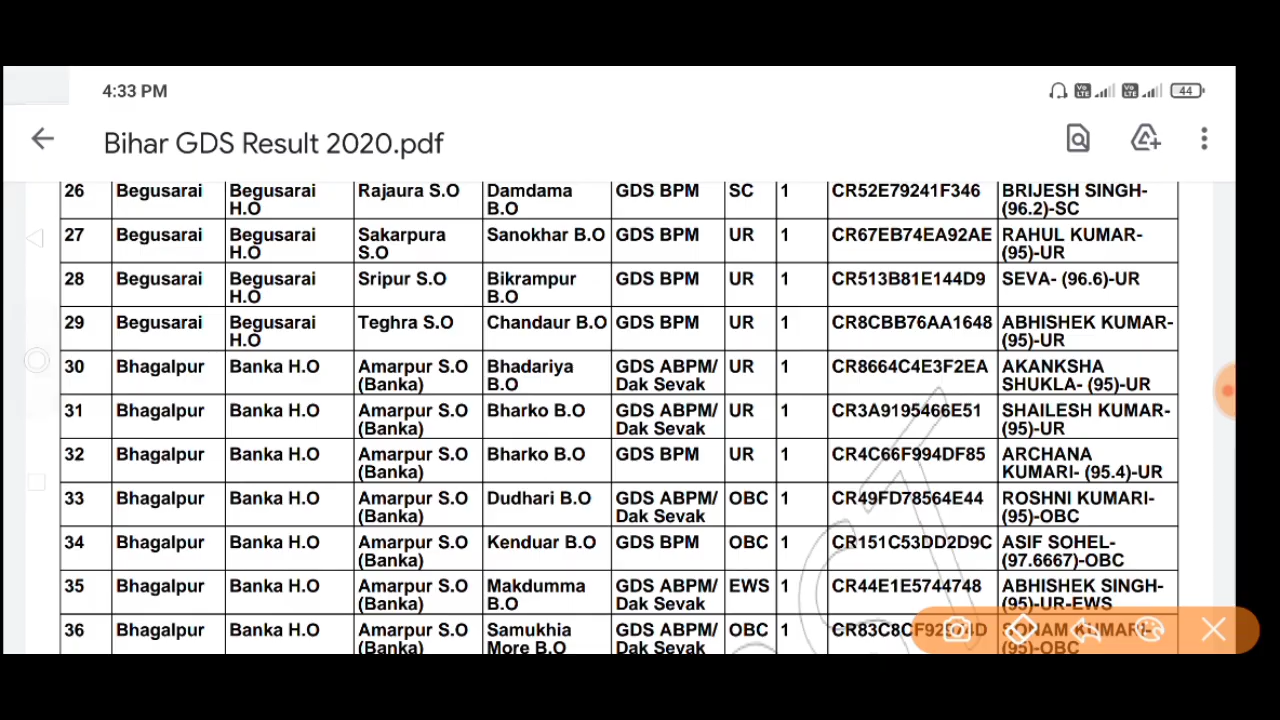 4:33 PM
44
Bihar GDS Result 2020.pdf
26 Begusarai Begusarai H.O Rajaura S.O Damdama B.O GDS BPM SC 1 CR52E79241F346 BRIJESH SINGH- (96.2)-SC
27 Begusarai Begusarai H.O Sakarpura S.O Sanokhar B.O GDS BPM UR 1 CR67EB74EA92AE RAHUL KUMAR- (95)-UR
28 Begusarai Begusarai H.O Sripur S.O Bikrampur B.O GDS BPM UR 1 CR513B81E144D9 SEVA- (96.6)-UR
29 Begusarai Begusarai H.O Teghra S.O Chandaur B.O GDS BPM UR 1 CR8CBB76AA1648 ABHISHEK KUMAR- (95)-UR
30 Bhagalpur Banka H.O Amarpur S.O (Banka) Bhadariya B.O GDS ABPM/ Dak Sevak UR 1 CR8664C4E3F2EA AKANKSHA SHUKLA- (95)-UR
31 Bhagalpur Banka H.O Amarpur S.O (Banka) Bharko B.O GDS ABPM/ Dak Sevak UR 1 CR3A9195466E51 SHAILESH KUMAR- (95)-UR
32 Bhagalpur Banka H.O Amarpur S.O (Banka) Bharko B.O GDS BPM UR 1 CR4C66F994DF85 ARCHANA KUMARI- (95.4)-UR
33 Bhagalpur Banka H.O Amarpur S.O (Banka) Dudhari B.O GDS ABPM/ Dak Sevak OBC 1 CR49FD78564E44 ROSHNI KUMARI- (95)-OBC
34 Bhagalpur Banka H.O Amarpur S.O (Banka) Kenduar B.O GDS BPM OBC 1 CR151C53DD2D9C ASIF SOHEL- (97.6667)-OBC
35 Bhagalpur Banka H.O Amarpur S.O (Banka) Makdumma B.O GDS ABPM/ Dak Sevak EWS 1 CR44E1E5744748 ABHISHEK SINGH- (95)-UR-EWS
36 Bhagalpur Banka H.O Amarpur S.O (Banka) Samukhia More B.O GDS ABPM/ Dak Sevak OBC 1 SONAM KUMARI- (95)-OBC